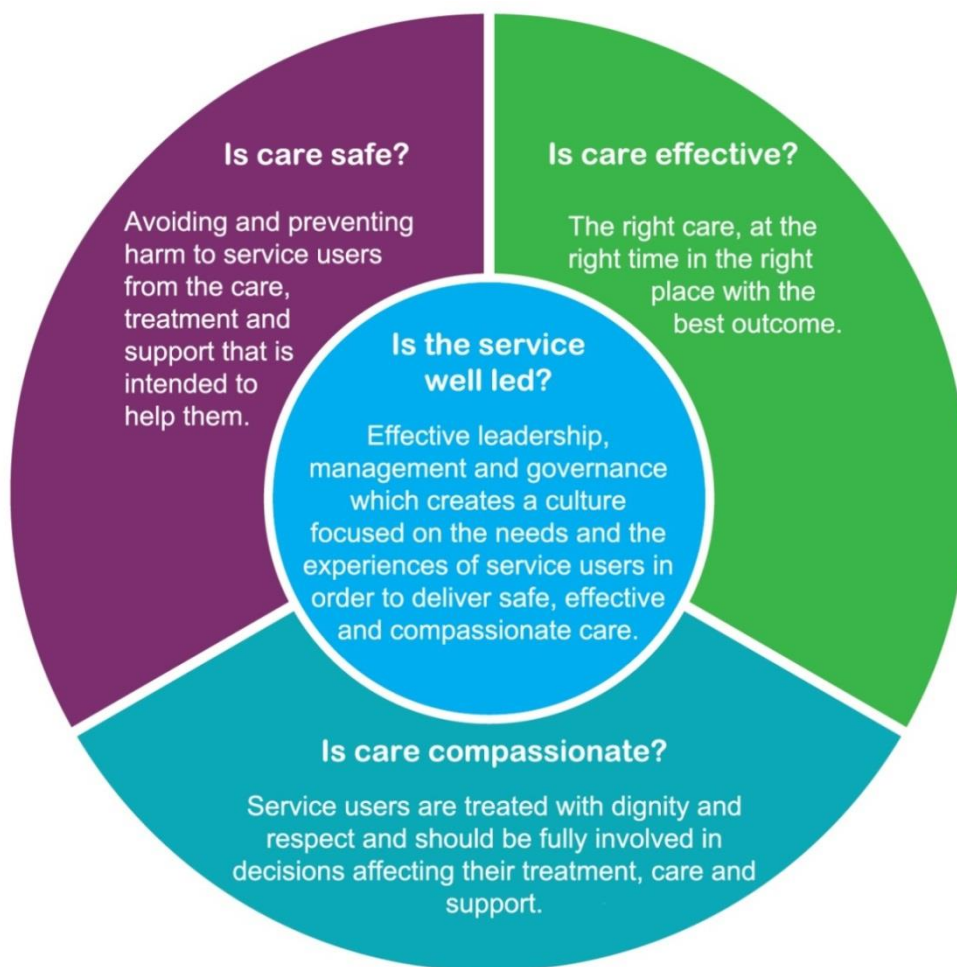 Is care safe?
Avoiding and preventing
harm to service users
from the care,
treatment and
support that is
intended to
help them.
Is care effective?
The right care, at the
right time in the right
place with the
best outcome.
Is the service
well led?
Effective leadership,
management and governance
which creates a culture
focused on the needs and the
experiences of service users in
order to deliver safe, effective
and compassionate care.
Is care compassionate?
Service users are treated with dignity and
respect and should be fully involved in
decisions affecting their treatment, care and
support.